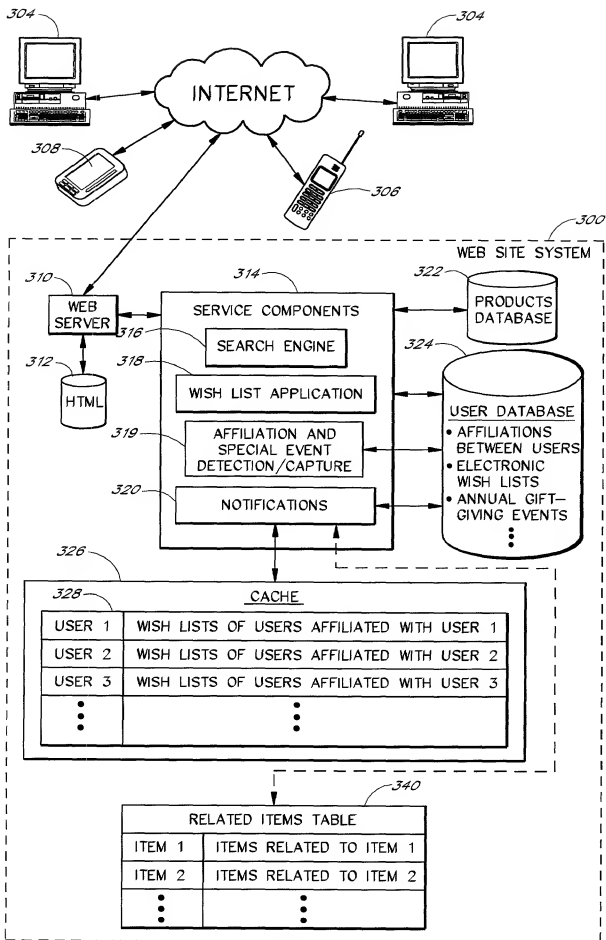 304
304
INTERNET
308
306
300
WEB SITE SYSTEM
310
WEB
SERVER
312
HTML
314
SERVICE COMPONENTS
316
SEARCH ENGINE
318
WISH LIST APPLICATION
319
AFFILIATION AND
SPECIAL EVENT
DETECTION/CAPTURE
320
NOTIFICATIONS
322
PRODUCTS
DATABASE
324
USER DATABASE
• AFFILIATIONS
BETWEEN USERS
• ELECTRONIC
WISH LISTS
• ANNUAL GIFT-
GIVING EVENTS
326
CACHE
328
USER 1 WISH LISTS OF USERS AFFILIATED WITH USER 1
USER 2 WISH LISTS OF USERS AFFILIATED WITH USER 2
USER 3 WISH LISTS OF USERS AFFILIATED WITH USER 3
340
RELATED ITEMS TABLE
ITEM 1 ITEMS RELATED TO ITEM 1
ITEM 2 ITEMS RELATED TO ITEM 2